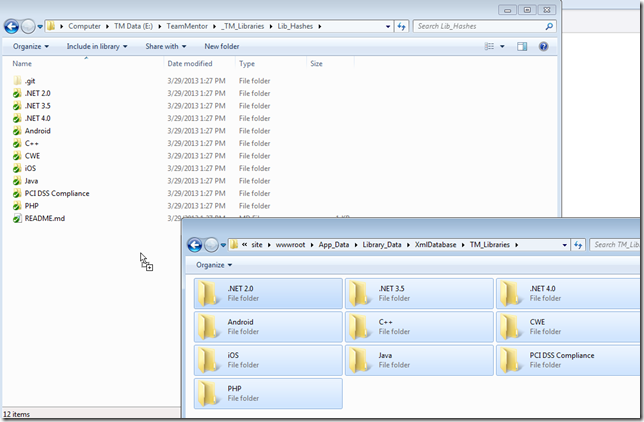 Computer ▸ TM Data (E:) ▸ TeamMentor ▸ _TM_Libraries ▸ Lib_Hashes ▸ Search Lib_Hashes
Organize Include in library Share with New folder
Name Date modified Type Size
.git 3/29/2013 1:27 PM File folder
.NET 2.0 3/29/2013 1:27 PM File folder
.NET 3.5 3/29/2013 1:27 PM File folder
.NET 4.0 3/29/2013 1:27 PM File folder
Android 3/29/2013 1:27 PM File folder
C++ 3/29/2013 1:27 PM File folder
CWE 3/29/2013 1:27 PM File folder
iOS 3/29/2013 1:27 PM File folder
Java 3/29/2013 1:27 PM File folder
PCI DSS Compliance 3/29/2013 1:27 PM File folder
PHP 3/29/2013 1:27 PM File folder
README.md 3/29/2013 1:27 PM
« site ▸ wwwroot ▸ App_Data ▸ Library_Data ▸ XmlDatabase ▸ TM_Libraries ▸ Search TM_Lib
Organize
.NET 2.0 .NET 3.5 .NET 4.0
File folder File folder File folder
Android C++ CWE
File folder File folder File folder
iOS Java PCI DSS Compliance
File folder File folder File folder
PHP
File folder
12 items